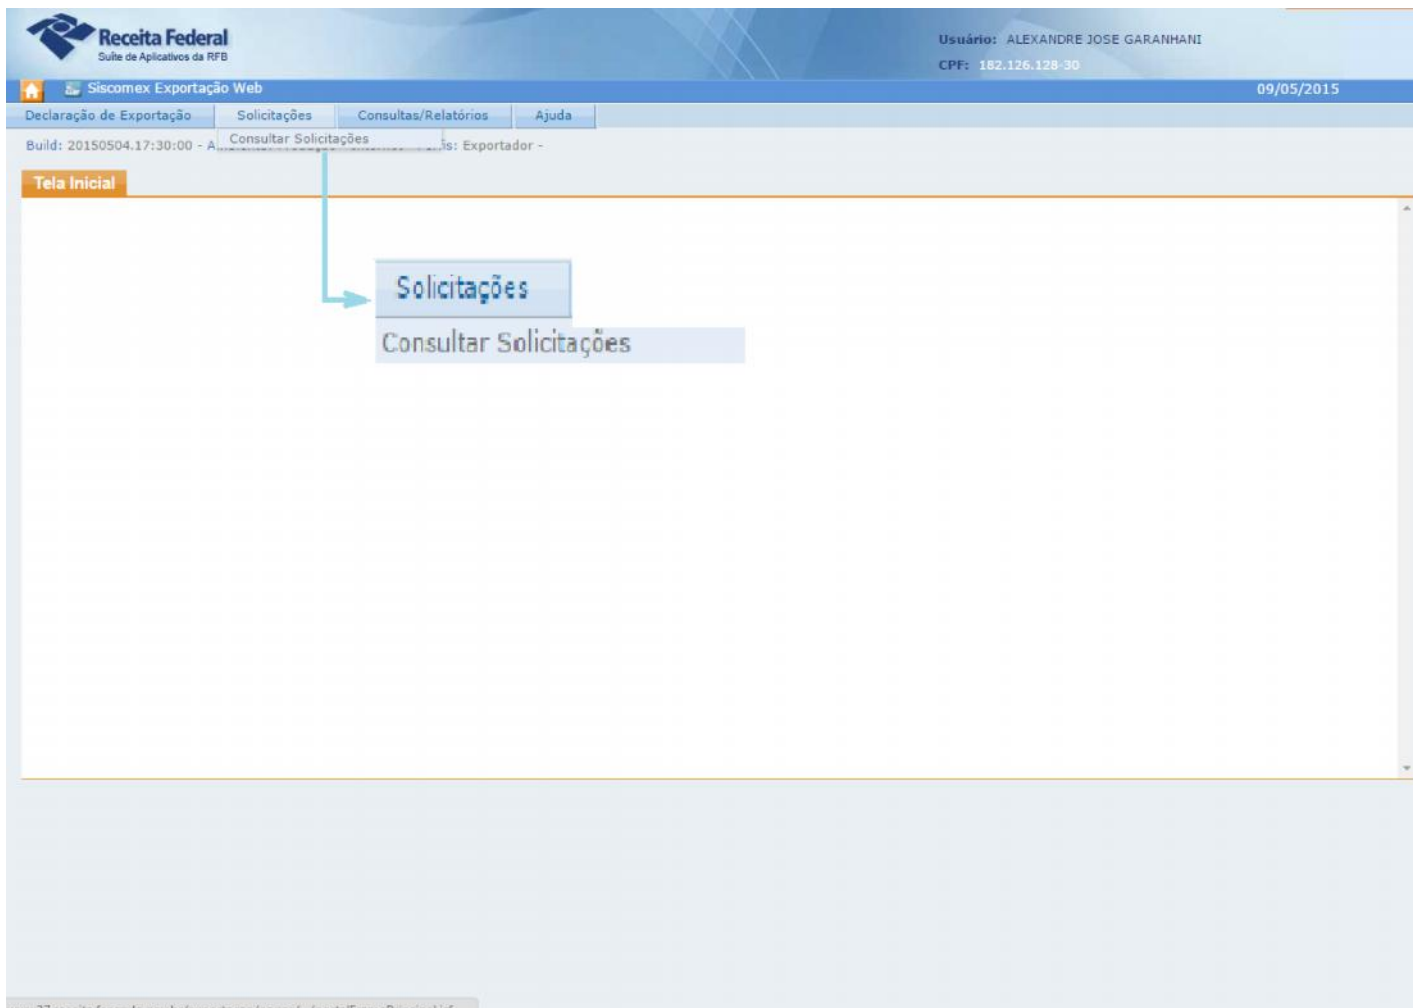 Receita Federal
Suíte de Aplicativos da RFB
Usuário: ALEXANDRE JOSE GARANHANI
CPF: 182.126.128-30
Siscomex Exportação Web
09/05/2015
Declaração de Exportação Solicitações Consultas/Relatórios Ajuda
Consultar Solicitações
Build: 20150504.17:30:00 - Exportador -
Tela Inicial
Solicitações
Consultar Solicitações